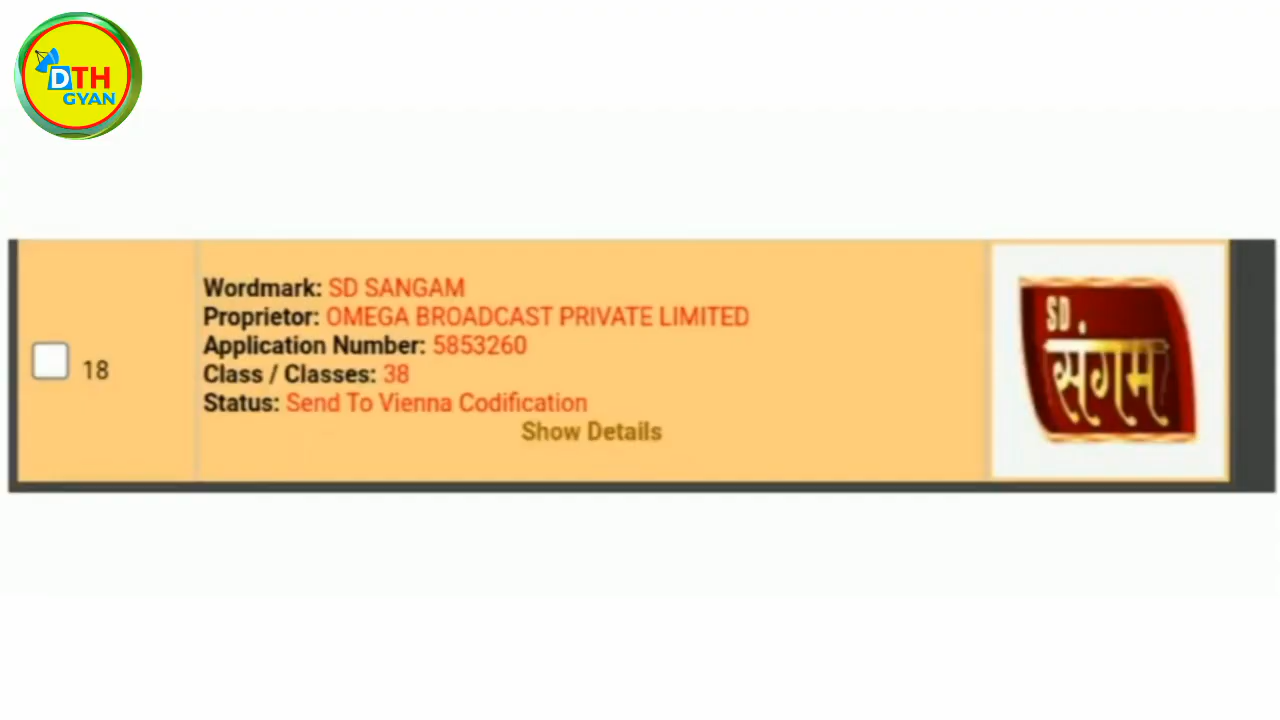 DTH
GYAN
Wordmark: SD SANGAM
Proprietor: OMEGA BROADCAST PRIVATE LIMITED
Application Number: 5853260
18
Class / Classes: 38
Status: Send To Vienna Codification
Show Details
SD
संगम